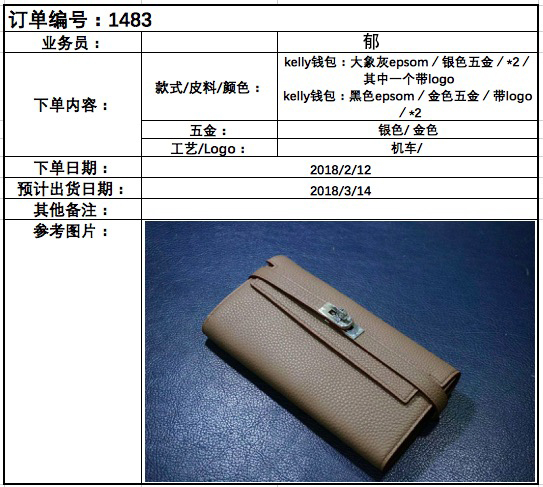 订单编号：1483
业务员：
郁
下单内容：
款式/皮料/颜色：
kelly钱包：大象灰epsom / 银色五金 / *2 /
其中一个带logo
kelly钱包：黑色epsom / 金色五金 / 带logo
/ *2
五金：
银色/ 金色
工艺/Logo：
机车/
下单日期：
2018/2/12
预计出货日期：
2018/3/14
其他备注：
参考图片：